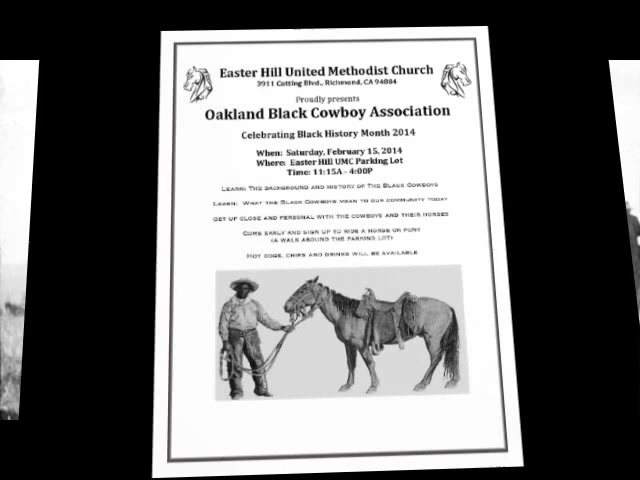 Easter Hill United Methodist Church
3911 Cutting Blvd., Richmond, CA 94804
Proudly presents
Oakland Black Cowboy Association
Celebrating Black History Month 2014
When: Saturday, February 15, 2014
Where: Easter Hill UMC Parking Lot
Time: 11:15A - 4:00P
Learn: The background and history of The Black Cowboys
Learn: What the Black Cowboys mean to our community today
Get up close and personal with the cowboys and their horses
Come early and sign up to ride a horse or pony
(a walk around the parking lot)
Hot dogs, chips and drinks will be available